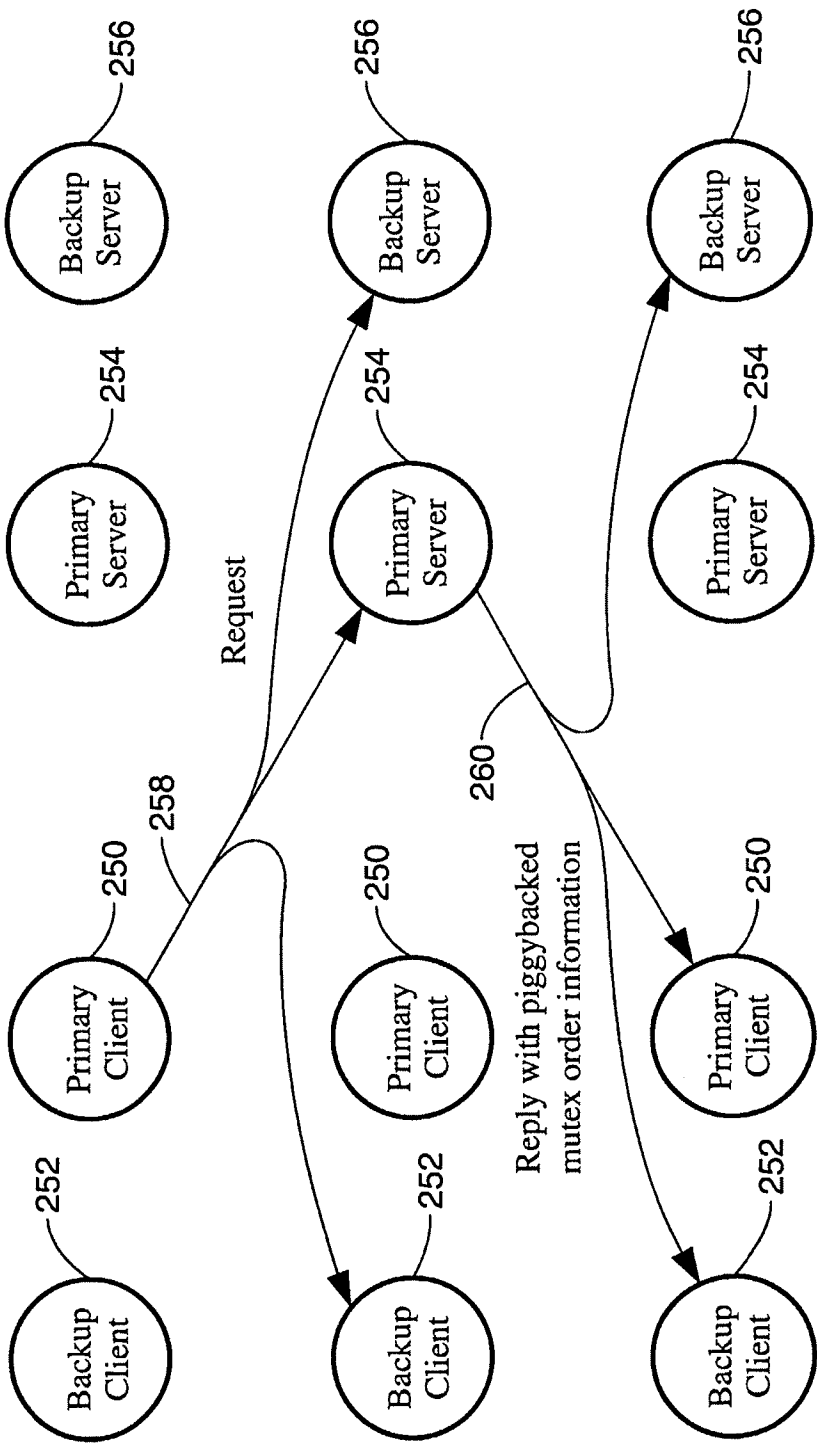 252
250
254
256
Backup
Client
Primary
Client
Primary
Server
Backup
Server
258
Request
252
250
254
256
Backup
Client
Primary
Client
Primary
Server
Backup
Server
Reply with piggybacked
mutex order information
260
252
250
254
256
Backup
Client
Primary
Client
Primary
Server
Backup
Server